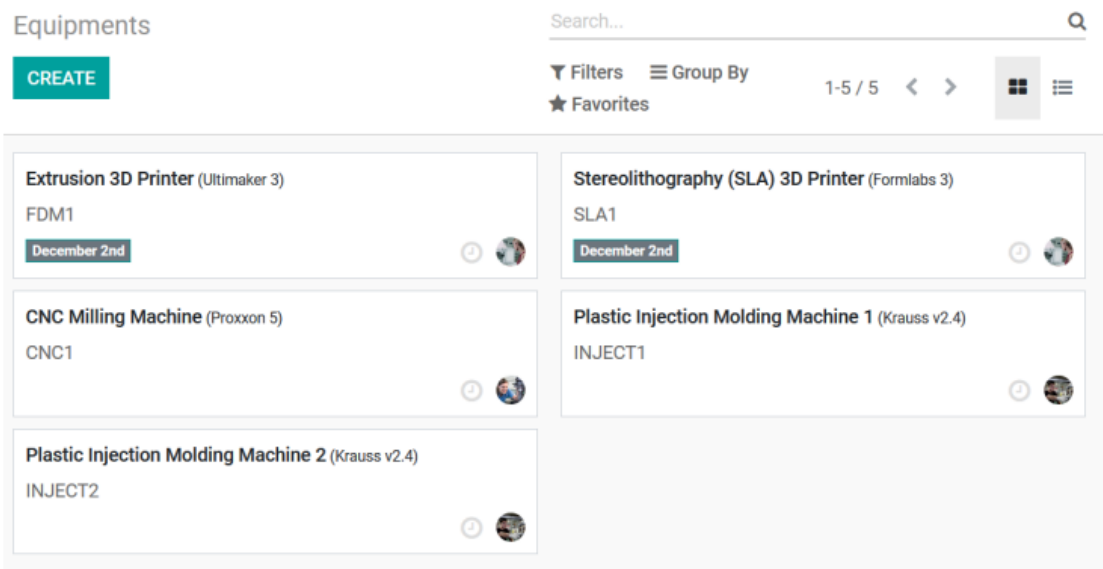 Equipments
Search...
CREATE
Filters Group By
Favorites
1-5 / 5
Extrusion 3D Printer (Ultimaker 3)
FDM1
December 2nd
Stereolithography (SLA) 3D Printer (Formlabs 3)
SLA1
December 2nd
CNC Milling Machine (Proxxon 5)
CNC1
Plastic Injection Molding Machine 1 (Krauss v2.4)
INJECT1
Plastic Injection Molding Machine 2 (Krauss v2.4)
INJECT2